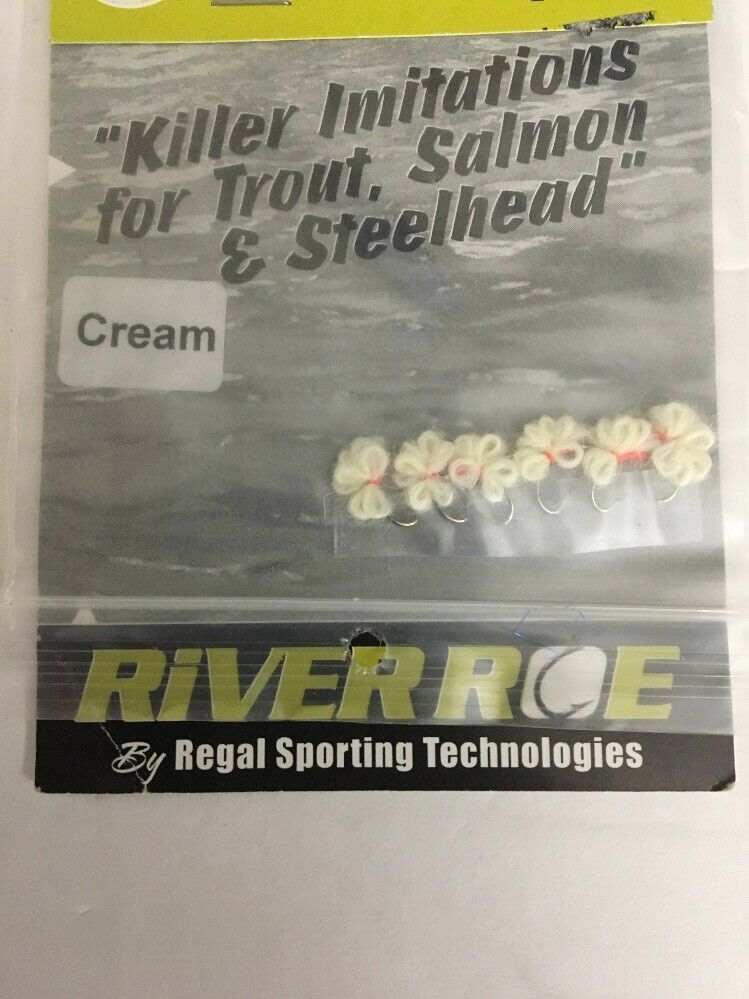 "Killer Imitations
for Trout, Salmon
& Steelhead"
Cream
RiVER ROE
By Regal Sporting Technologies